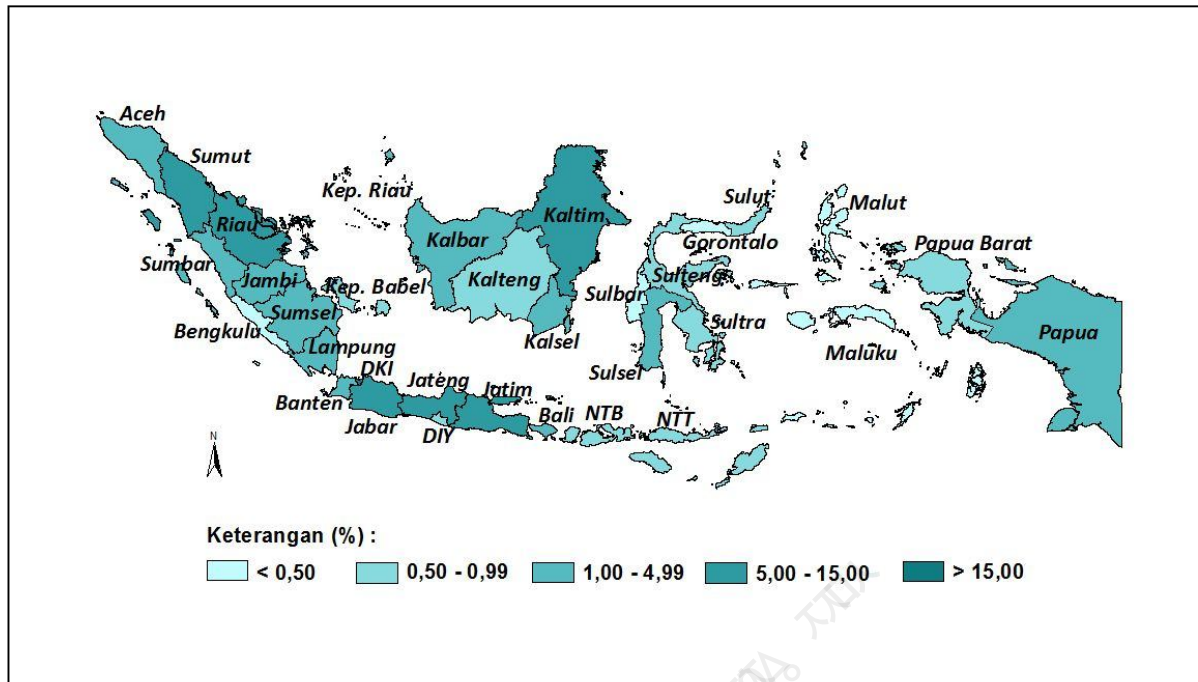 Aceh
Sumut
Kep. Riau
Riau
Kaltim
Sulut
Malut
Kalbar
Gorontalo
Papua Barat
Sumbar
Jambi
Kep. Babel
Kalteng
Sulteng
Sulbar
Sumsel
Bengkulu
Kalsel
Sultra
Papua
Lampung
Maluku
DKI
Jateng
Jatim
Sulsel
Banten
Bali
NTB
NTT
Jabar
DIY
N
Keterangan (%) :
< 0,50
0,50 - 0,99
1,00 - 4,99
5,00 - 15,00
> 15,00